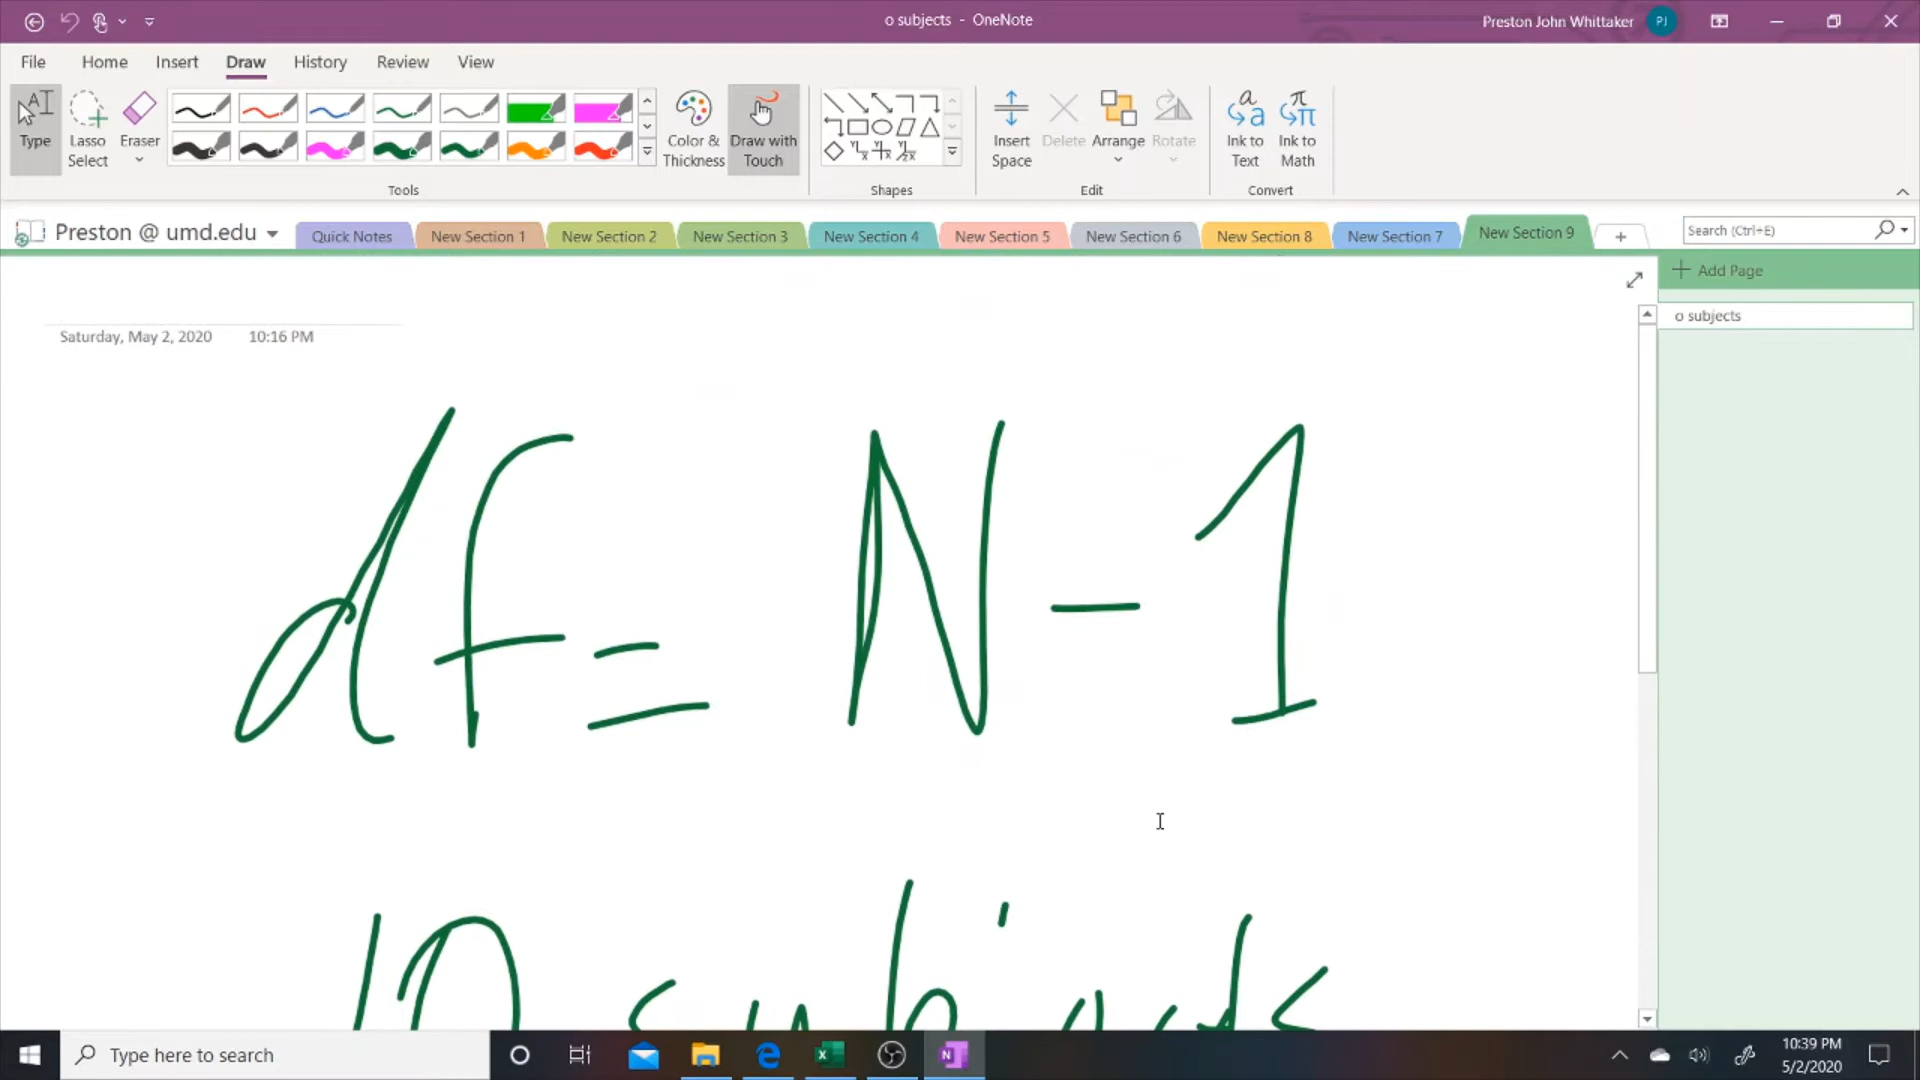 o subjects - OneNote
Preston John Whittaker PJ
File Home Insert Draw History Review View
Type
Lasso Select
Eraser
Color & Thickness
Draw with Touch
Insert Space
Delete
Arrange
Rotate
Ink to Text
Ink to Math
Tools
Shapes
Edit
Convert
Preston @ umd.edu
Quick Notes
New Section 1
New Section 2
New Section 3
New Section 4
New Section 5
New Section 6
New Section 8
New Section 7
New Section 9
Search (Ctrl+E)
Add Page
o subjects
Saturday, May 2, 2020 10:16 PM
df = N - 1
10 subjects
Type here to search
10:39 PM
5/2/2020